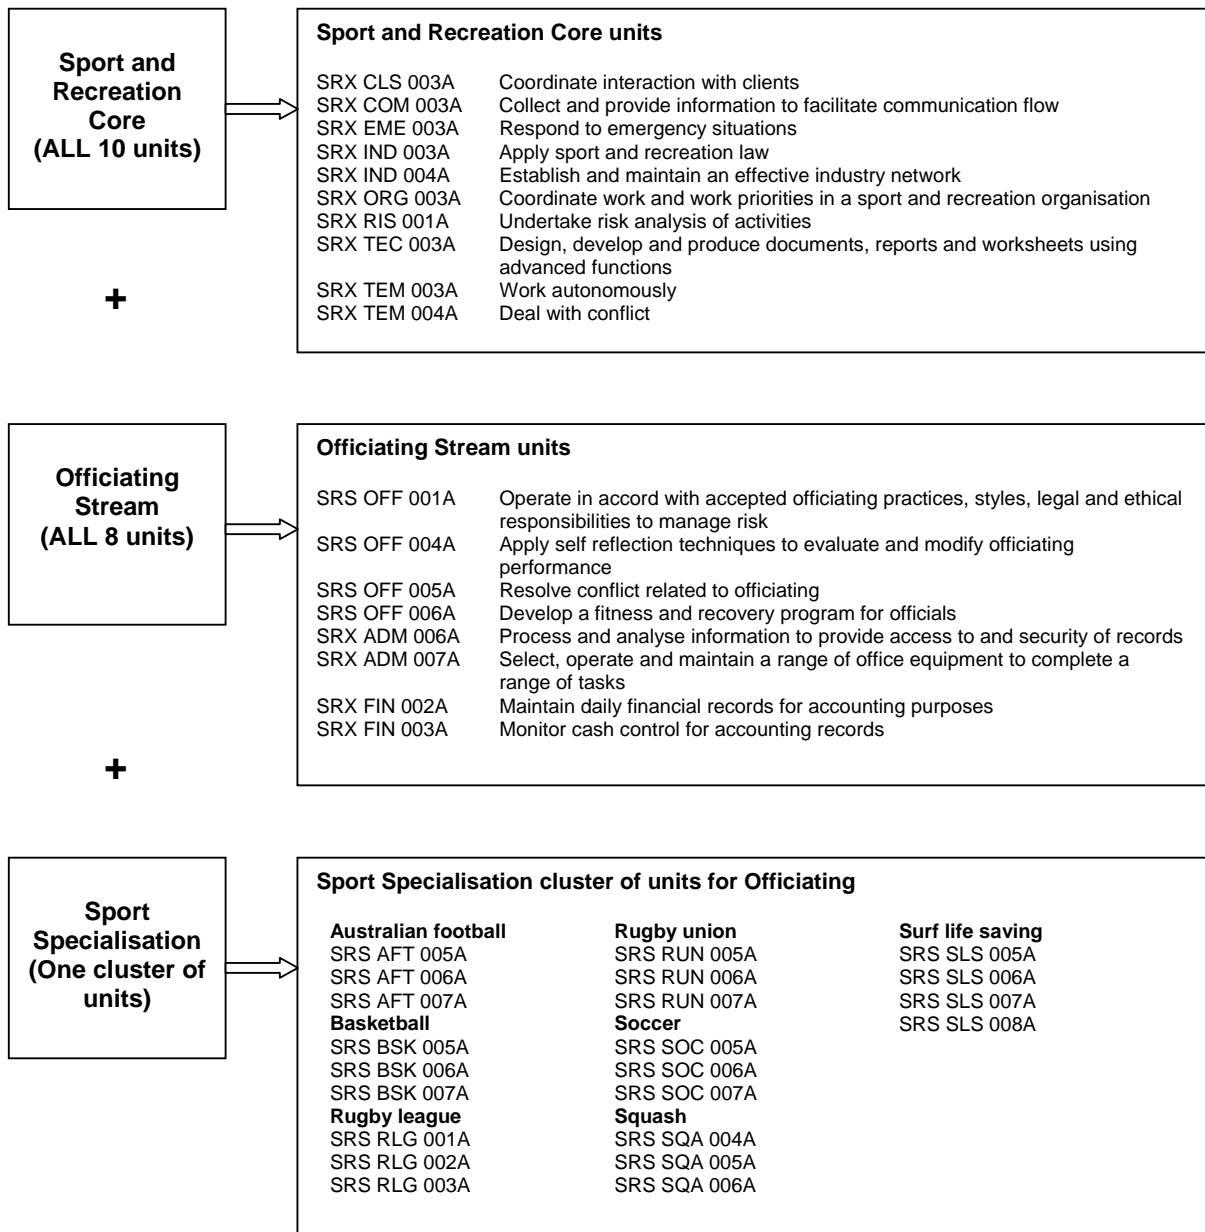 Sport and
Recreation
Core
(ALL 10 units)
Sport and Recreation Core units
SRX CLS 003A Coordinate interaction with clients
SRX COM 003A Collect and provide information to facilitate communication flow
SRX EME 003A Respond to emergency situations
SRX IND 003A Apply sport and recreation law
SRX IND 004A Establish and maintain an effective industry network
SRX ORG 003A Coordinate work and work priorities in a sport and recreation organisation
SRX RIS 001A Undertake risk analysis of activities
SRX TEC 003A Design, develop and produce documents, reports and worksheets using
advanced functions
SRX TEM 003A Work autonomously
SRX TEM 004A Deal with conflict
+
Officiating
Stream
(ALL 8 units)
Officiating Stream units
SRS OFF 001A Operate in accord with accepted officiating practices, styles, legal and ethical
responsibilities to manage risk
SRS OFF 004A Apply self reflection techniques to evaluate and modify officiating
performance
SRS OFF 005A Resolve conflict related to officiating
SRS OFF 006A Develop a fitness and recovery program for officials
SRX ADM 006A Process and analyse information to provide access to and security of records
SRX ADM 007A Select, operate and maintain a range of office equipment to complete a
range of tasks
SRX FIN 002A Maintain daily financial records for accounting purposes
SRX FIN 003A Monitor cash control for accounting records
+
Sport
Specialisation
(One cluster of
units)
Sport Specialisation cluster of units for Officiating
Australian football
SRS AFT 005A
SRS AFT 006A
SRS AFT 007A
Basketball
SRS BSK 005A
SRS BSK 006A
SRS BSK 007A
Rugby league
SRS RLG 001A
SRS RLG 002A
SRS RLG 003A
Rugby union
SRS RUN 005A
SRS RUN 006A
SRS RUN 007A
Soccer
SRS SOC 005A
SRS SOC 006A
SRS SOC 007A
Squash
SRS SQA 004A
SRS SQA 005A
SRS SQA 006A
Surf life saving
SRS SLS 005A
SRS SLS 006A
SRS SLS 007A
SRS SLS 008A